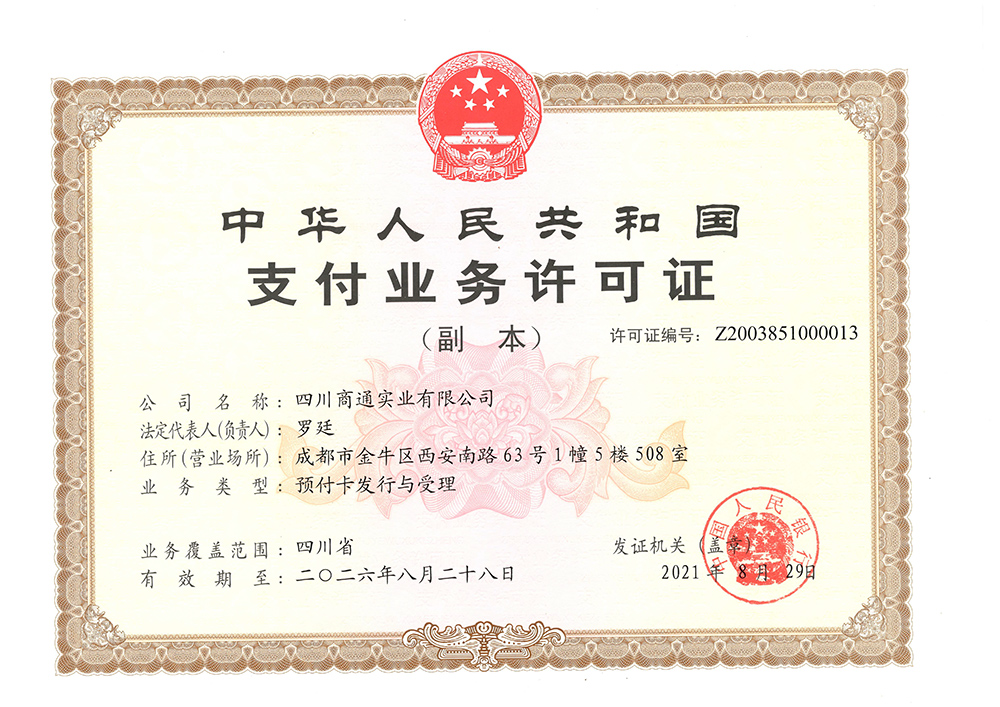 中华人民共和国
支付业务许可证
（副 本）
许可证编号： Z2003851000013
公司名称：四川商通实业有限公司
法定代表人(负责人)：罗廷
住所(营业场所)：成都市金牛区西安南路63号1幢5楼508室
业务类型：预付卡发行与受理
业务覆盖范围：四川省
有效期至：二〇二六年八月二十八日
发证机关（盖章）
2021年 8月 29日
中国人民银行